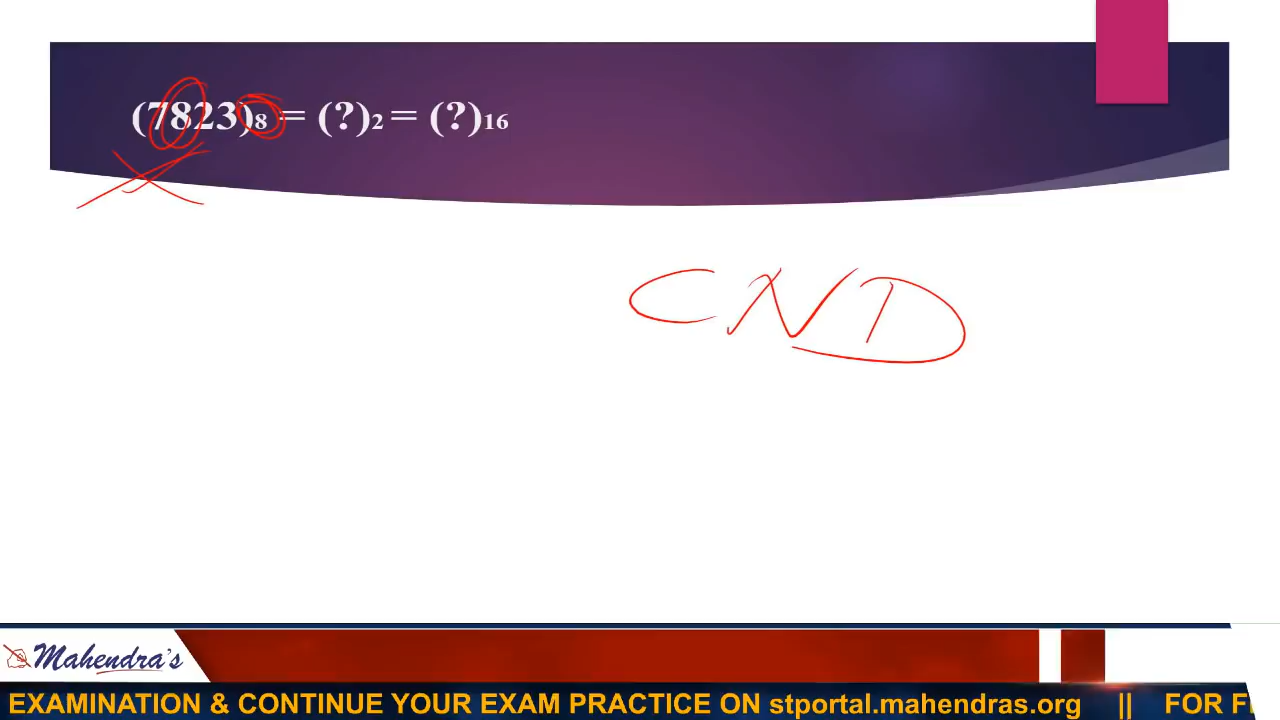 (7823)8 = (?)2 = (?)16
CND
Mahendra's
EXAMINATION & CONTINUE YOUR EXAM PRACTICE ON stportal.mahendras.org || FOR